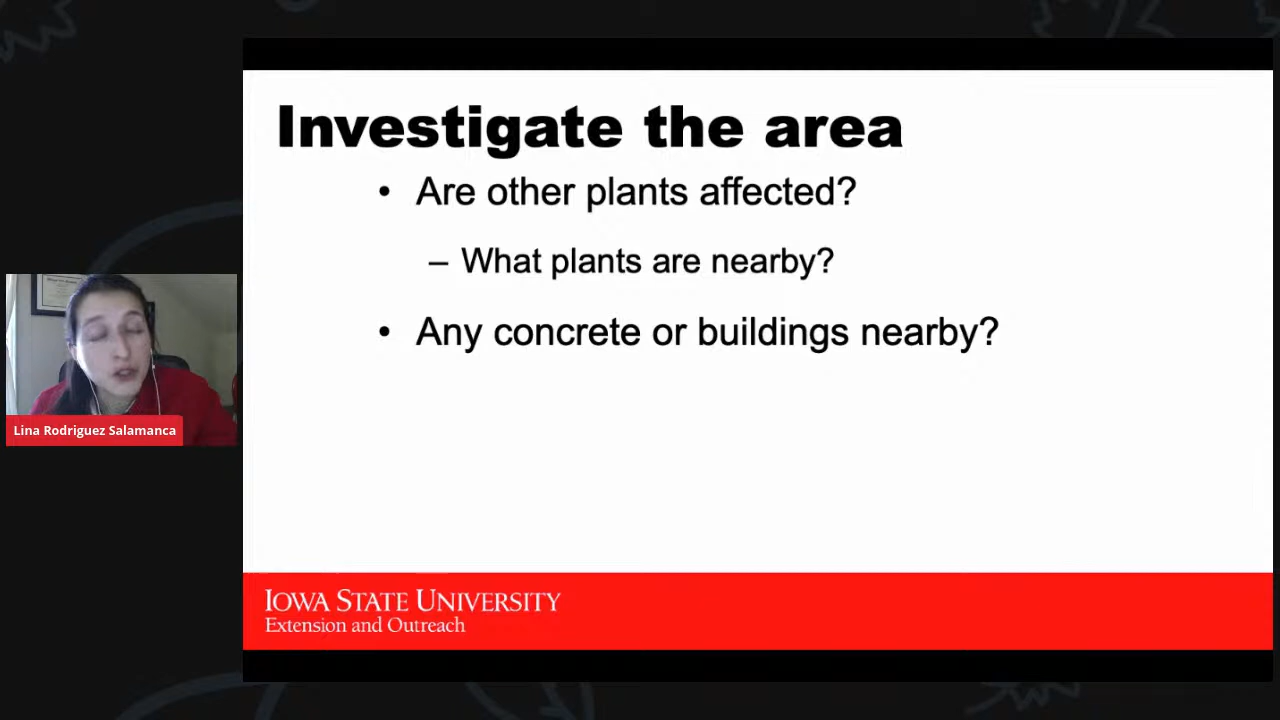 Investigate the area
• Are other plants affected?
– What plants are nearby?
• Any concrete or buildings nearby?
Lina Rodriguez Salamanca
IOWA STATE UNIVERSITY
Extension and Outreach